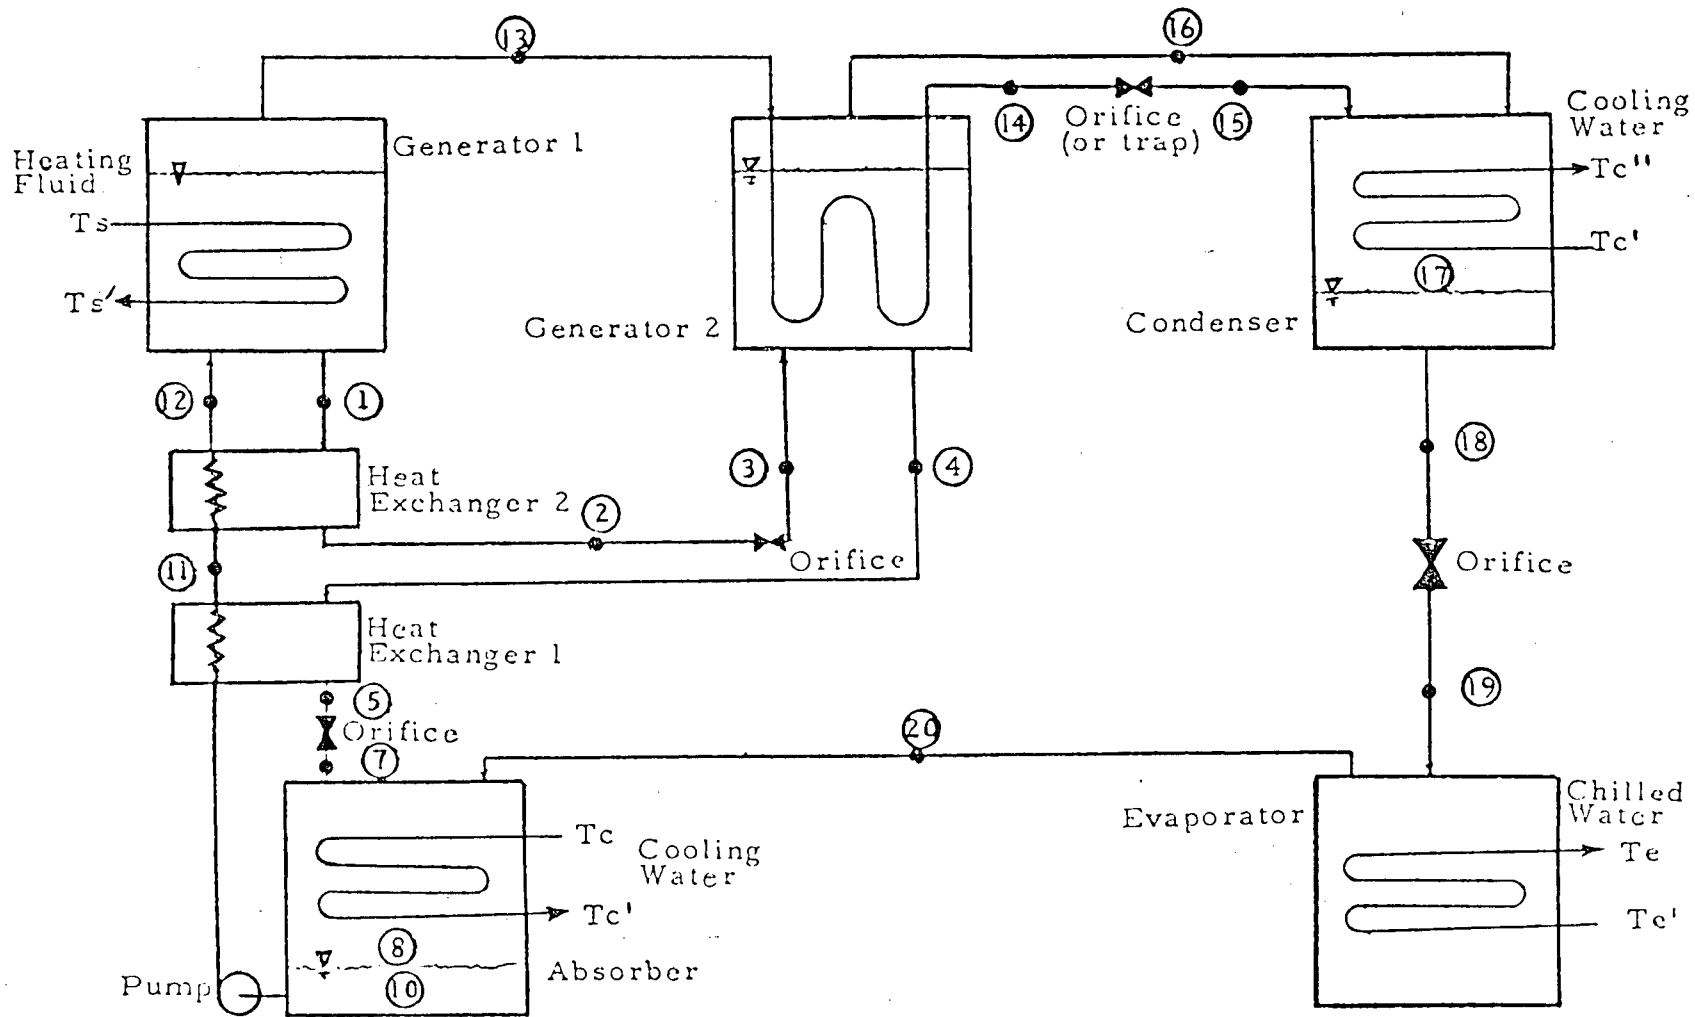 13
16
Generator 1
Heating
Fluid
Ts
Ts'
14
Orifice
(or trap)
15
Cooling
Water
Tc"
Tc'
17
Generator 2
Condenser
12
1
3
4
18
Heat
Exchanger 2
2
Orifice
11
Orifice
Heat
Exchanger 1
5
Orifice
7
19
20
Evaporator
Chilled
Water
Te
Te'
Tc
Cooling
Water
Tc'
8
10
Absorber
Pump